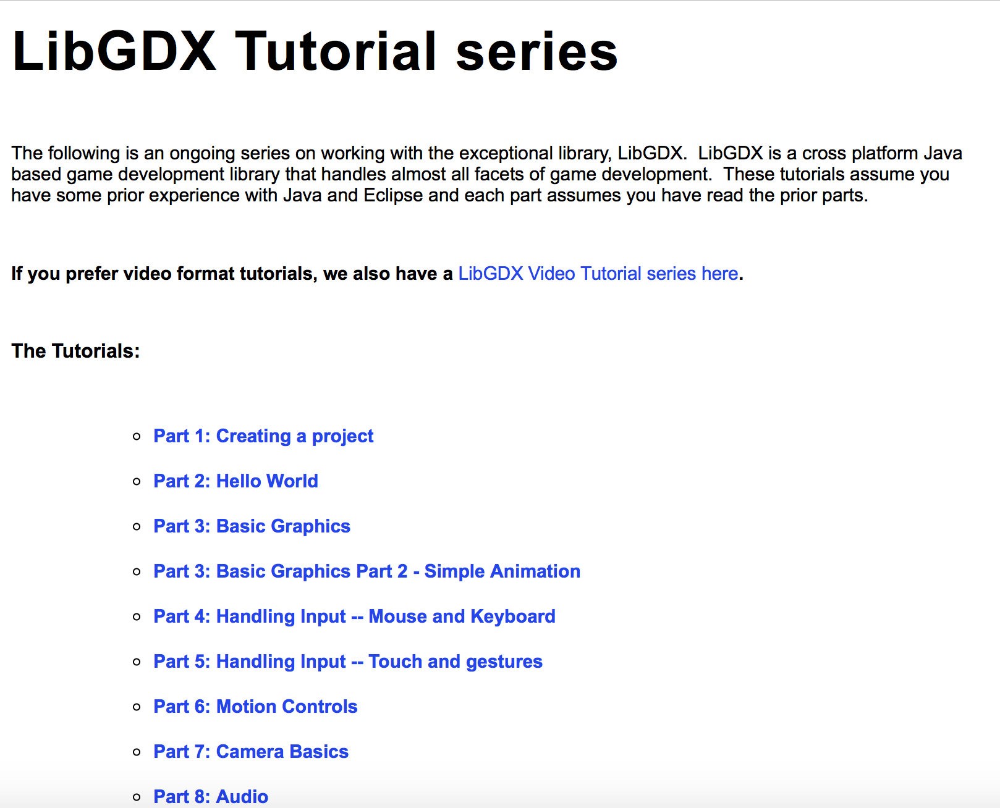 LibGDX Tutorial series
The following is an ongoing series on working with the exceptional library, LibGDX.  LibGDX is a cross platform Java
based game development library that handles almost all facets of game development.  These tutorials assume you
have some prior experience with Java and Eclipse and each part assumes you have read the prior parts.
If you prefer video format tutorials, we also have a LibGDX Video Tutorial series here.
The Tutorials:
Part 1: Creating a project
Part 2: Hello World
Part 3: Basic Graphics
Part 3: Basic Graphics Part 2 - Simple Animation
Part 4: Handling Input -- Mouse and Keyboard
Part 5: Handling Input -- Touch and gestures
Part 6: Motion Controls
Part 7: Camera Basics
Part 8: Audio